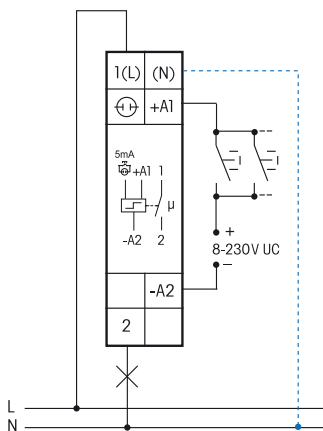 1(L) (N)
+A1
5mA
+A1 1
µ
-A2 2
+
8-230V UC
–
-A2
2
L
N